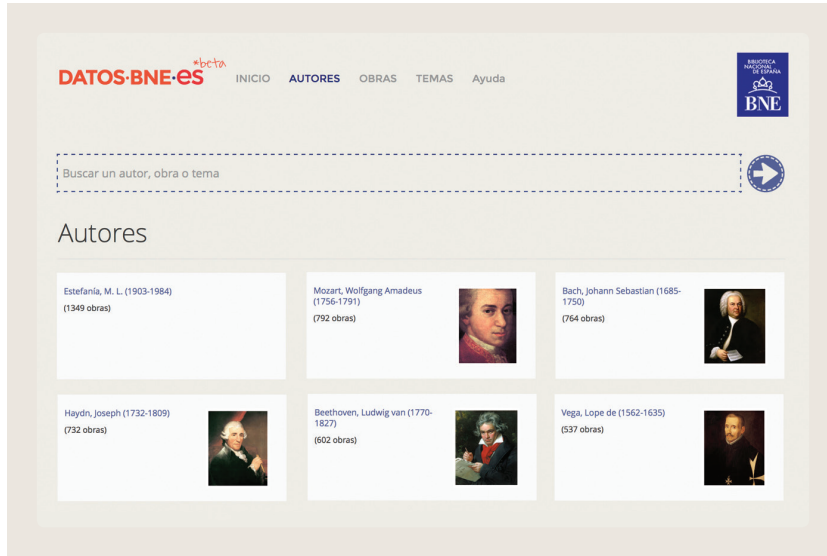 DATOS·BNE·es *beta
INICIO AUTORES OBRAS TEMAS Ayuda
BIBLIOTECA
NACIONAL
DE ESPAÑA
BNE
Buscar un autor, obra o tema
Autores
Estefanía, M. L. (1903-1984)
(1349 obras)
Mozart, Wolfgang Amadeus
(1756-1791)
(792 obras)
Bach, Johann Sebastian (1685-
1750)
(764 obras)
Haydn, Joseph (1732-1809)
(732 obras)
Beethoven, Ludwig van (1770-
1827)
(602 obras)
Vega, Lope de (1562-1635)
(537 obras)